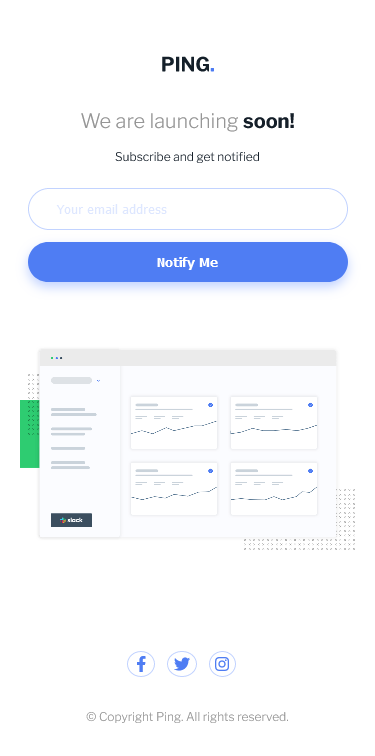 PING.
We are launching soon!
Subscribe and get notified
Your email address
Notify Me
slack
© Copyright Ping. All rights reserved.